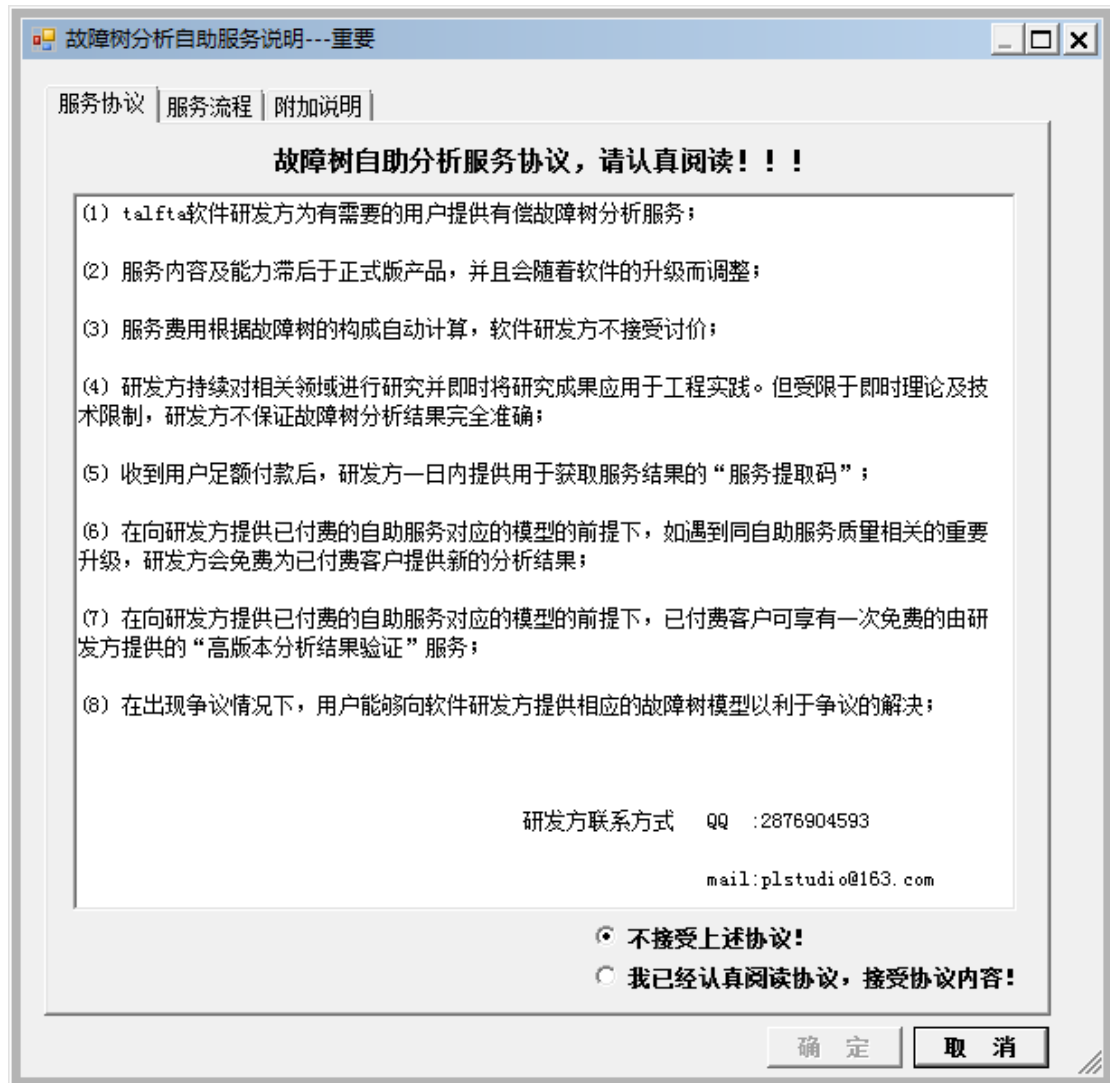 故障树分析自助服务说明---重要
服务协议 服务流程 附加说明
故障树自助分析服务协议，请认真阅读！！！
(1) talfta软件研发方为有需要的用户提供有偿故障树分析服务；
(2) 服务内容及能力滞后于正式版产品，并且会随着软件的升级而调整；
(3) 服务费用根据故障树的构成自动计算，软件研发方不接受讨价；
(4) 研发方持续对相关领域进行研究并即时将研究成果应用于工程实践。但受限于即时理论及技
术限制，研发方不保证故障树分析结果完全准确；
(5) 收到用户足额付款后，研发方一日内提供用于获取服务结果的“服务提取码”；
(6) 在向研发方提供已付费的自助服务对应的模型的前提下，如遇到同自助服务质量相关的重要
升级，研发方会免费为已付费客户提供新的分析结果；
(7) 在向研发方提供已付费的自助服务对应的模型的前提下，已付费客户可享有一次免费的由研
发方提供的“高版本分析结果验证”服务；
(8) 在出现争议情况下，用户能够向软件研发方提供相应的故障树模型以利于争议的解决；
研发方联系方式 QQ :2876904593
mail:plstudio@163.com
不接受上述协议！
我已经认真阅读协议，接受协议内容！
确 定 取 消